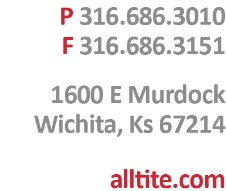 P 316.686.3010
F 316.686.3151
1600 E Murdock
Wichita, Ks 67214
alltite.com